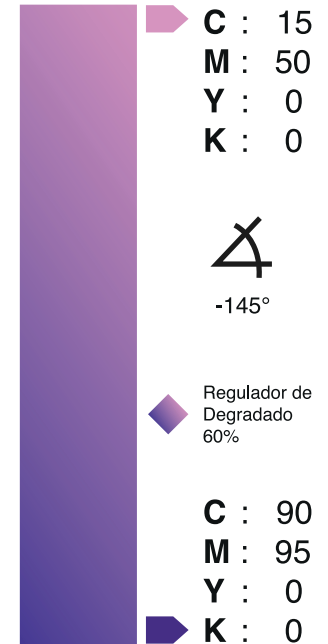 C : 15
M : 50
Y : 0
K : 0
-145°
Regulador de
Degradado
60%
C : 90
M : 95
Y : 0
K : 0